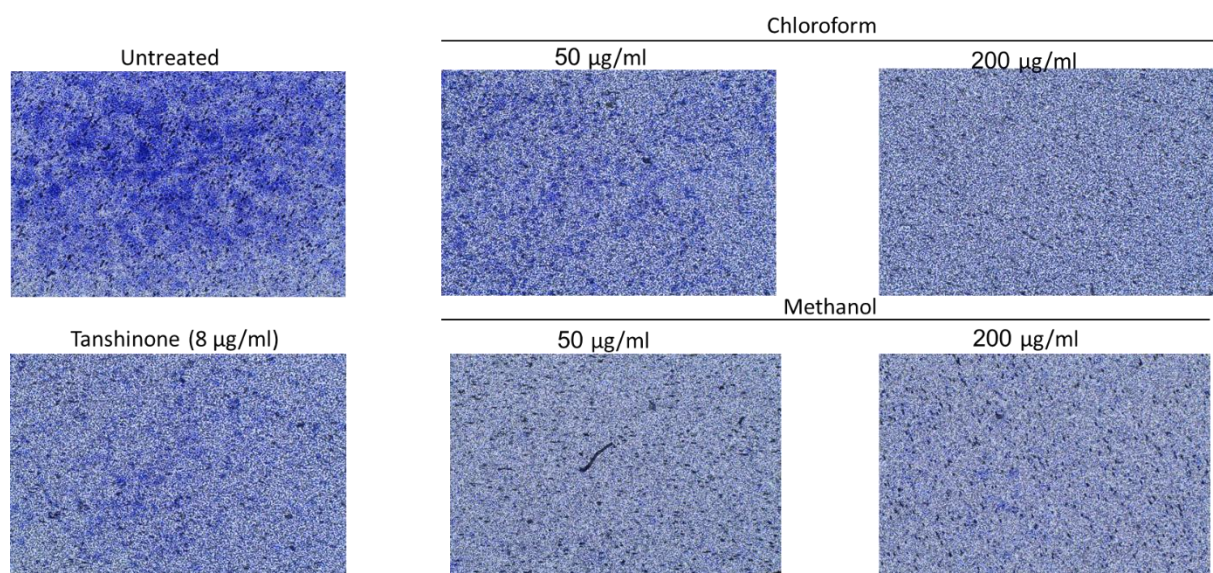 Chloroform
Untreated
50 µg/ml
200 µg/ml
Methanol
Tanshinone (8 µg/ml)
50 µg/ml
200 µg/ml